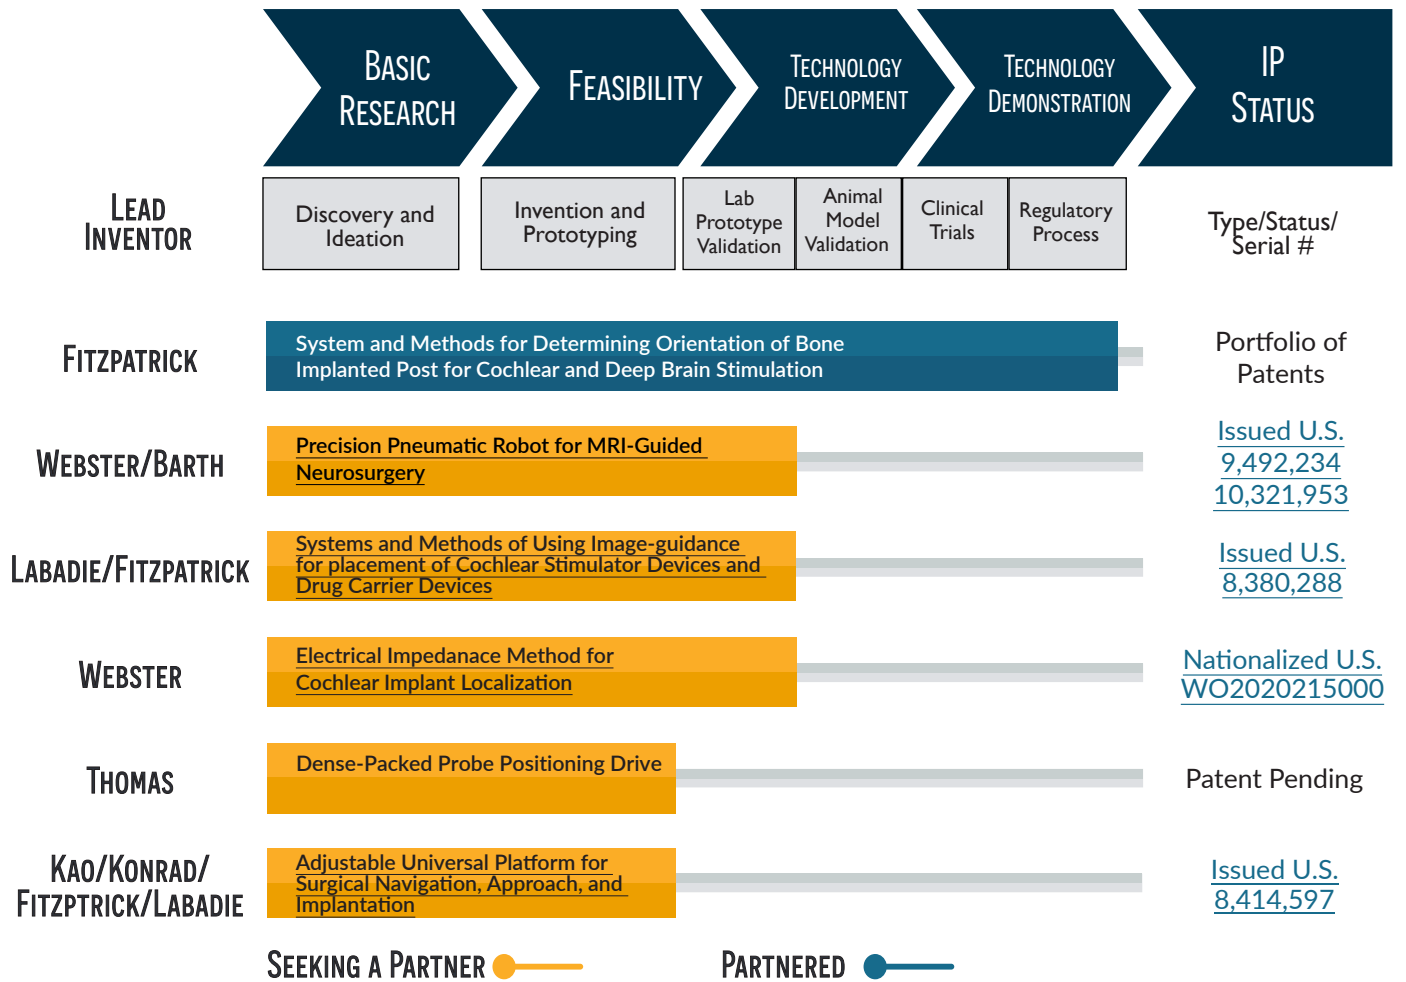 BASIC
RESEARCH
FEASIBILITY
TECHNOLOGY
DEVELOPMENT
TECHNOLOGY
DEMONSTRATION
IP
STATUS
LEAD
INVENTOR
Discovery and
Ideation
Invention and
Prototyping
Lab
Prototype
Validation
Animal
Model
Validation
Clinical
Trials
Regulatory
Process
Type/Status/
Serial #
FITZPATRICK
System and Methods for Determining Orientation of Bone
Implanted Post for Cochlear and Deep Brain Stimulation
Portfolio of
Patents
WEBSTER/BARTH
Precision Pneumatic Robot for MRI-Guided
Neurosurgery
Issued U.S.
9,492,234
10,321,953
LABADIE/FITZPATRICK
Systems and Methods of Using Image-guidance
for placement of Cochlear Stimulator Devices and
Drug Carrier Devices
Issued U.S.
8,380,288
WEBSTER
Electrical Impedanace Method for
Cochlear Implant Localization
Nationalized U.S.
WO2020215000
THOMAS
Dense-Packed Probe Positioning Drive
Patent Pending
KAO/KONRAD/
FITZPTRICK/LABADIE
Adjustable Universal Platform for
Surgical Navigation, Approach, and
Implantation
Issued U.S.
8,414,597
SEEKING A PARTNER
PARTNERED